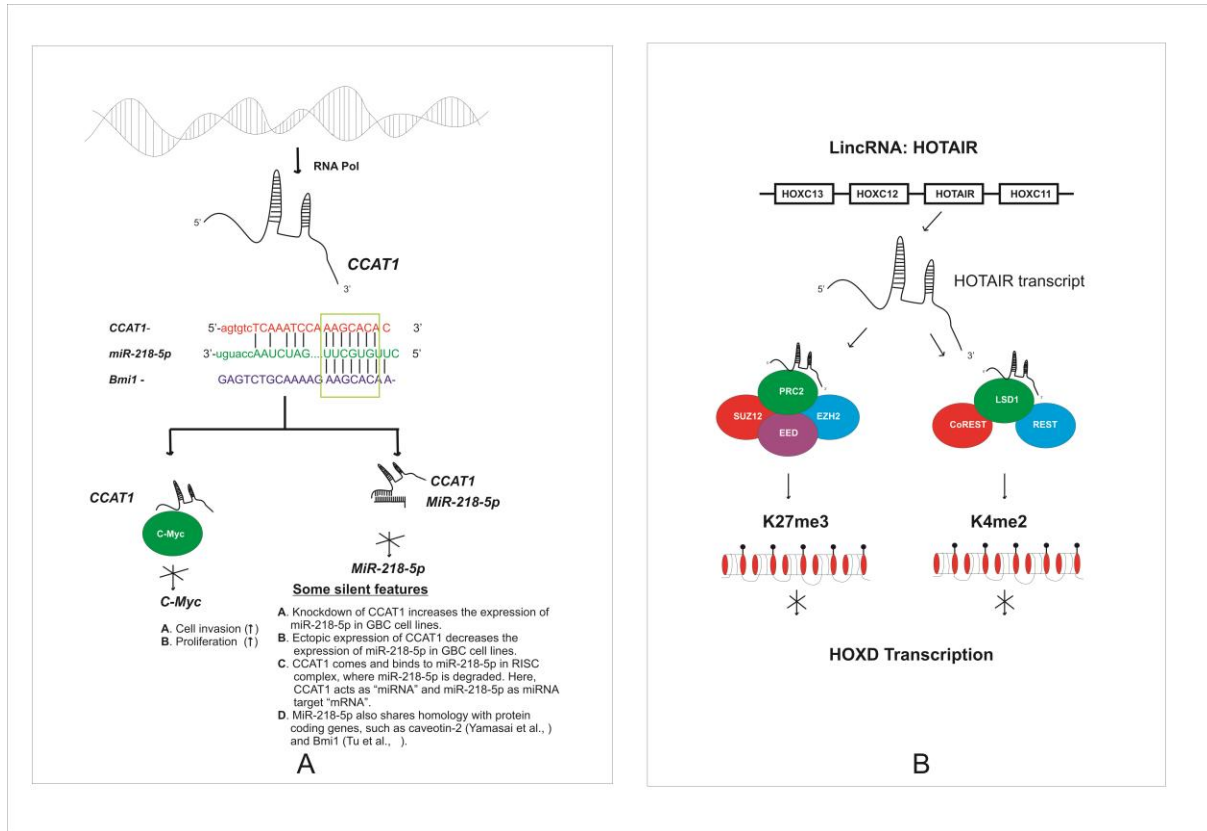 RNA Pol
5'
CCAT1
3'
CCAT1- 5'-agtgtcTCAAATCCA AAGCACA C 3'
miR-218-5p 3'-uguaccAAUCUAG....UUCGUGUUC 5'
Bmi1 - GAGTCTGCAAAAG AAGCACA A-
CCAT1
C-Myc
C-Myc
A. Cell invasion (↑)
B. Proliferation (↑)
CCAT1
MiR-218-5p
MiR-218-5p
Some silent features
A. Knockdown of CCAT1 increases the expression of
miR-218-5p in GBC cell lines.
B. Ectopic expression of CCAT1 decreases the
expression of miR-218-5p in GBC cell lines.
C. CCAT1 comes and binds to miR-218-5p in RISC
complex, where miR-218-5p is degraded. Here,
CCAT1 acts as “miRNA” and miR-218-5p as miRNA
target “mRNA”.
D. MiR-218-5p also shares homology with protein
coding genes, such as caveotin-2 (Yamasai et al., )
and Bmi1 (Tu et al., ).
A
LincRNA: HOTAIR
HOXC13 HOXC12 HOTAIR HOXC11
HOTAIR transcript
5'
3'
PRC2
SUZ12 EZH2
EED
LSD1
CoREST REST
K27me3 K4me2
HOXD Transcription
B